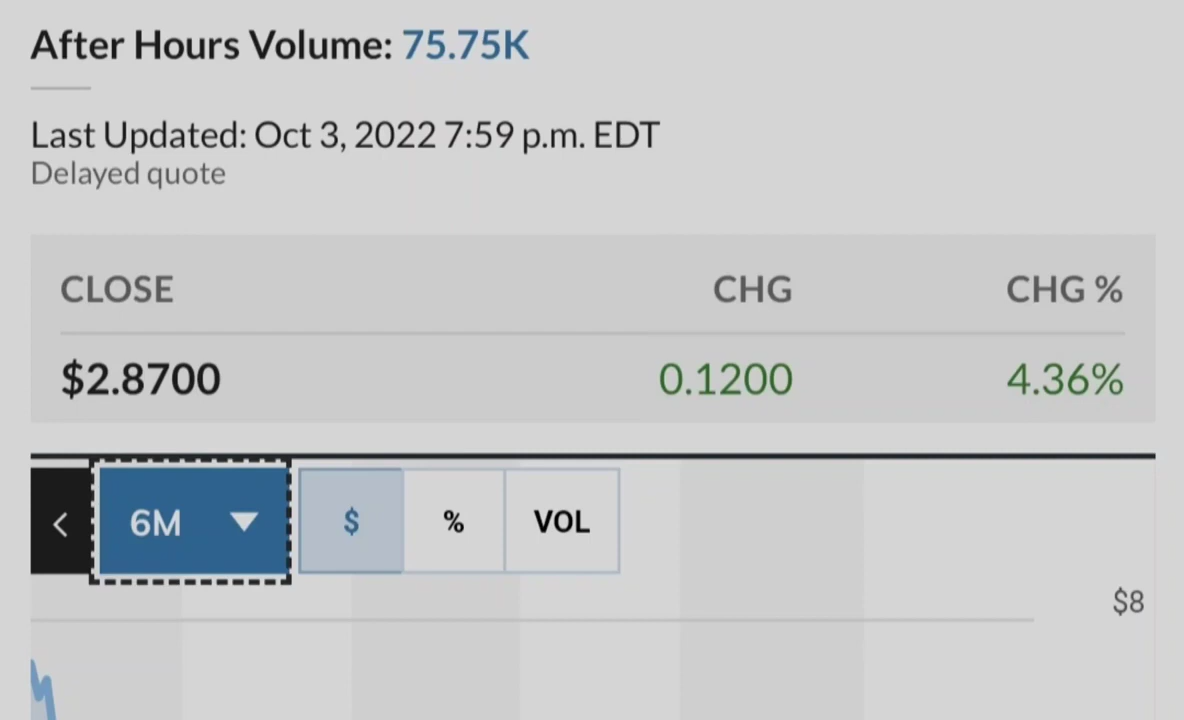 After Hours Volume: 75.75K
Last Updated: Oct 3, 2022 7:59 p.m. EDT
Delayed quote
CLOSE CHG CHG %
$2.8700 0.1200 4.36%
6M $ % VOL
$8